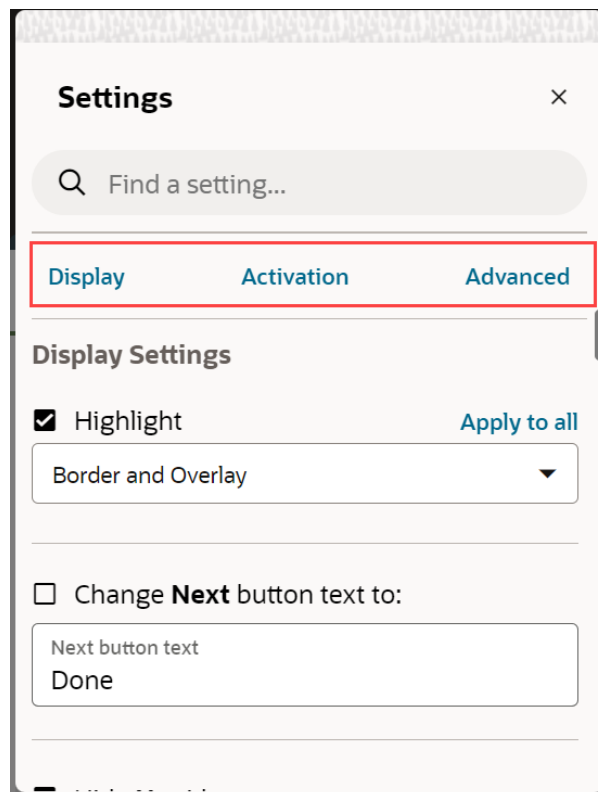 Settings
Find a setting...
Display Activation Advanced
Display Settings
Highlight Apply to all
Border and Overlay
Change Next button text to:
Next button text
Done